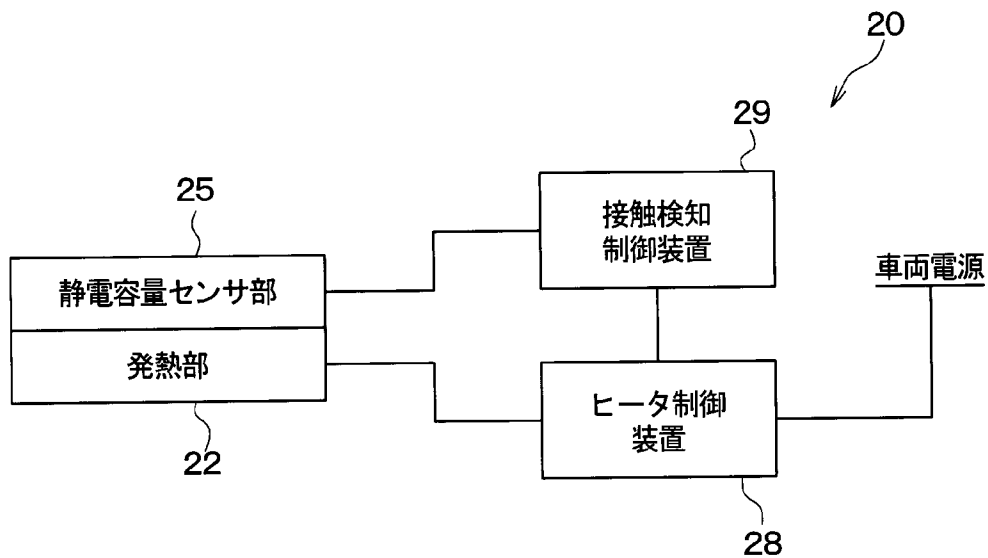 20
29
接触検知
制御装置
25
静電容量センサ部
車両電源
発熱部
ヒータ制御
装置
22
28